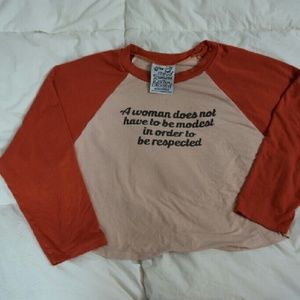 A woman does not
have to be modest
in order to
be respected